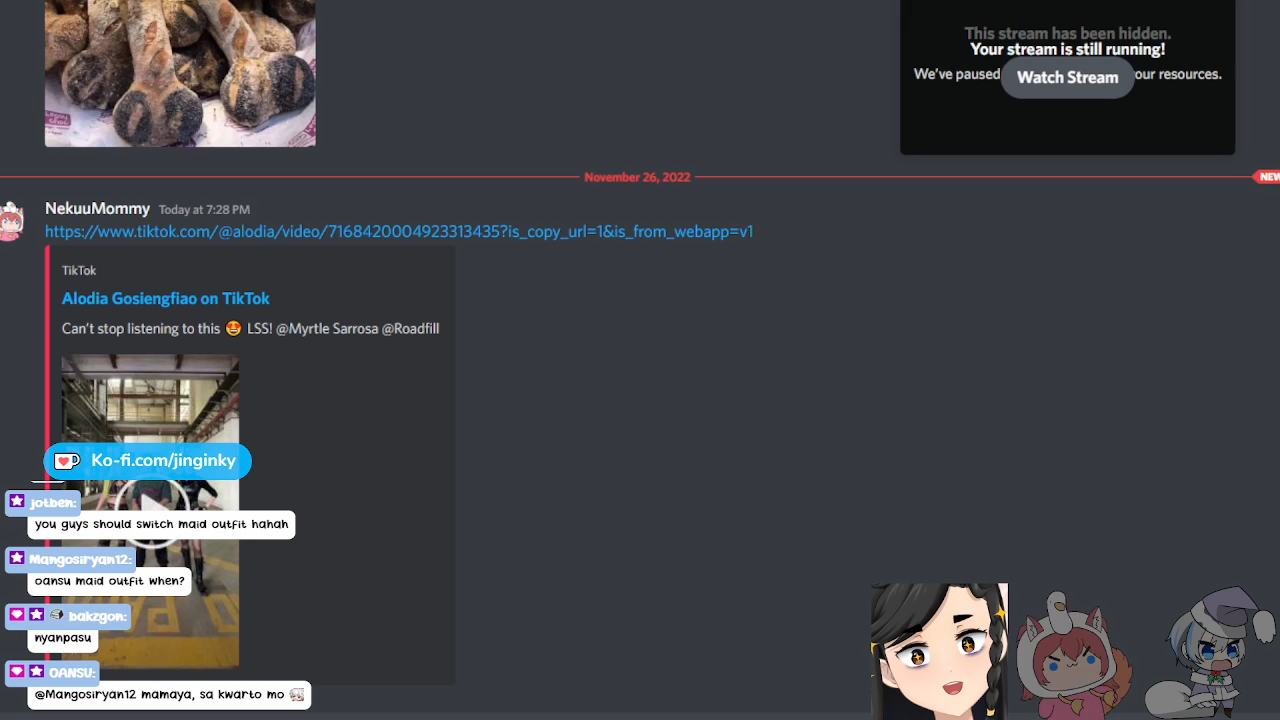 This stream has been hidden.
Your stream is still running!
We've paused
Watch Stream
our resources.
November 26, 2022
NEW
NekuuMommy Today at 7:28 PM
https://www.tiktok.com/@alodia/video/7168420004923313435?is_copy_url=1&is_from_webapp=v1
TikTok
Alodia Gosiengfiao on TikTok
Can't stop listening to this 🤩 LSS! @Myrtle Sarrosa @Roadfill
Ko-fi.com/jinginky
jotben:
you guys should switch maid outfit hahah
Mangosiryan12:
oansu maid outfit when?
bakzgon:
nyanpasu
OANSU:
@Mangosiryan12 mamaya, sa kwarto mo